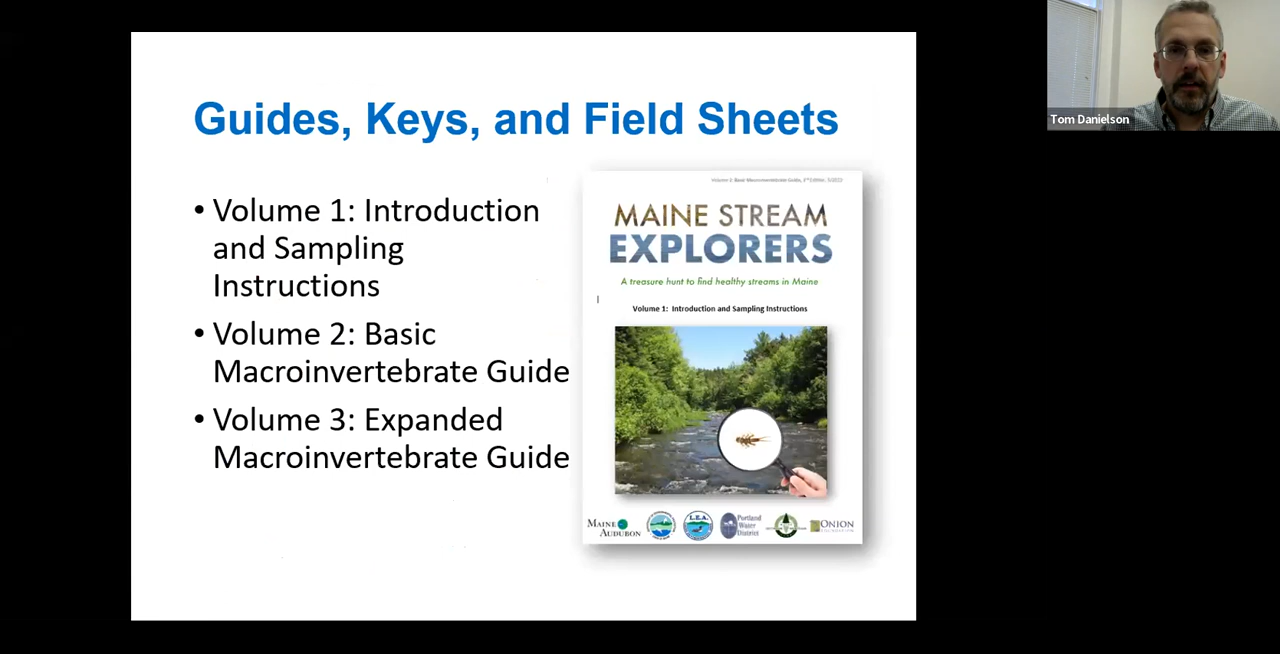 Guides, Keys, and Field Sheets
• Volume 1: Introduction
and Sampling
Instructions
• Volume 2: Basic
Macroinvertebrate Guide
• Volume 3: Expanded
Macroinvertebrate Guide
MAINE STREAM
EXPLORERS
A treasure hunt to find healthy streams in Maine
Volume 1: Introduction and Sampling Instructions
MAINE
AUDUBON
L.E.A.
Portland
Water
District
ONION
Tom Danielson